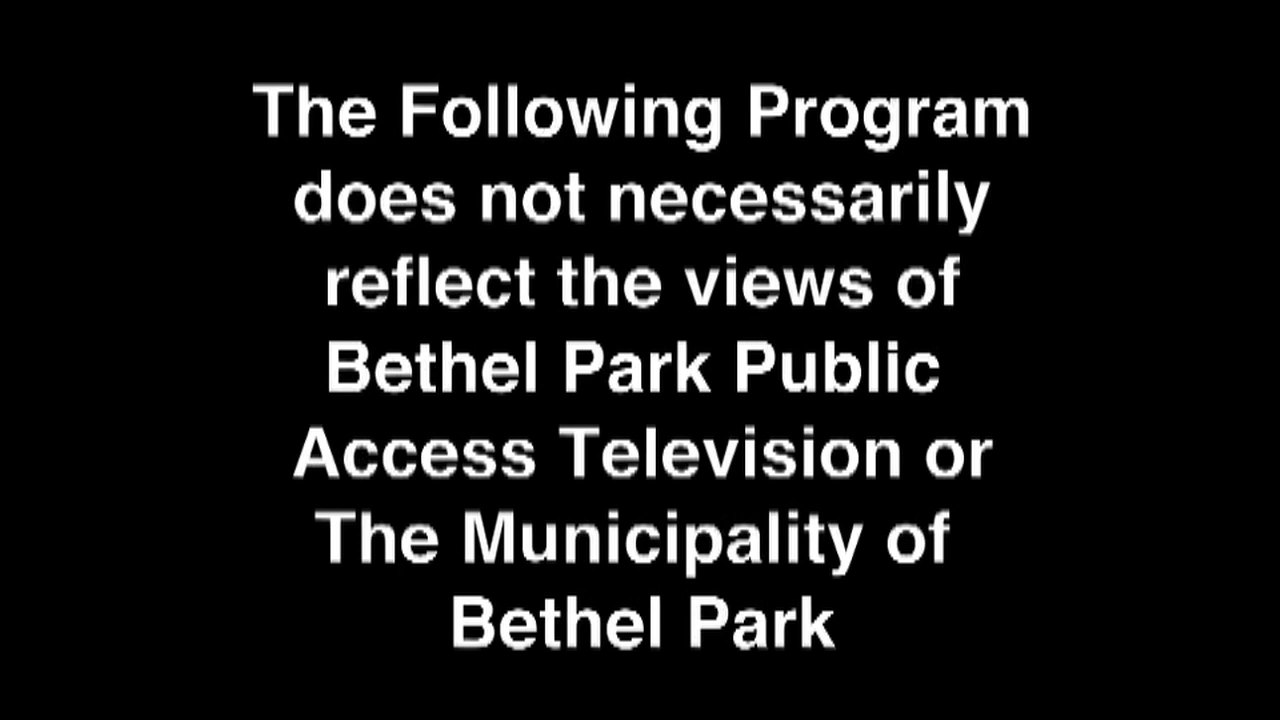 The Following Program
does not necessarily
reflect the views of
Bethel Park Public
Access Television or
The Municipality of
Bethel Park